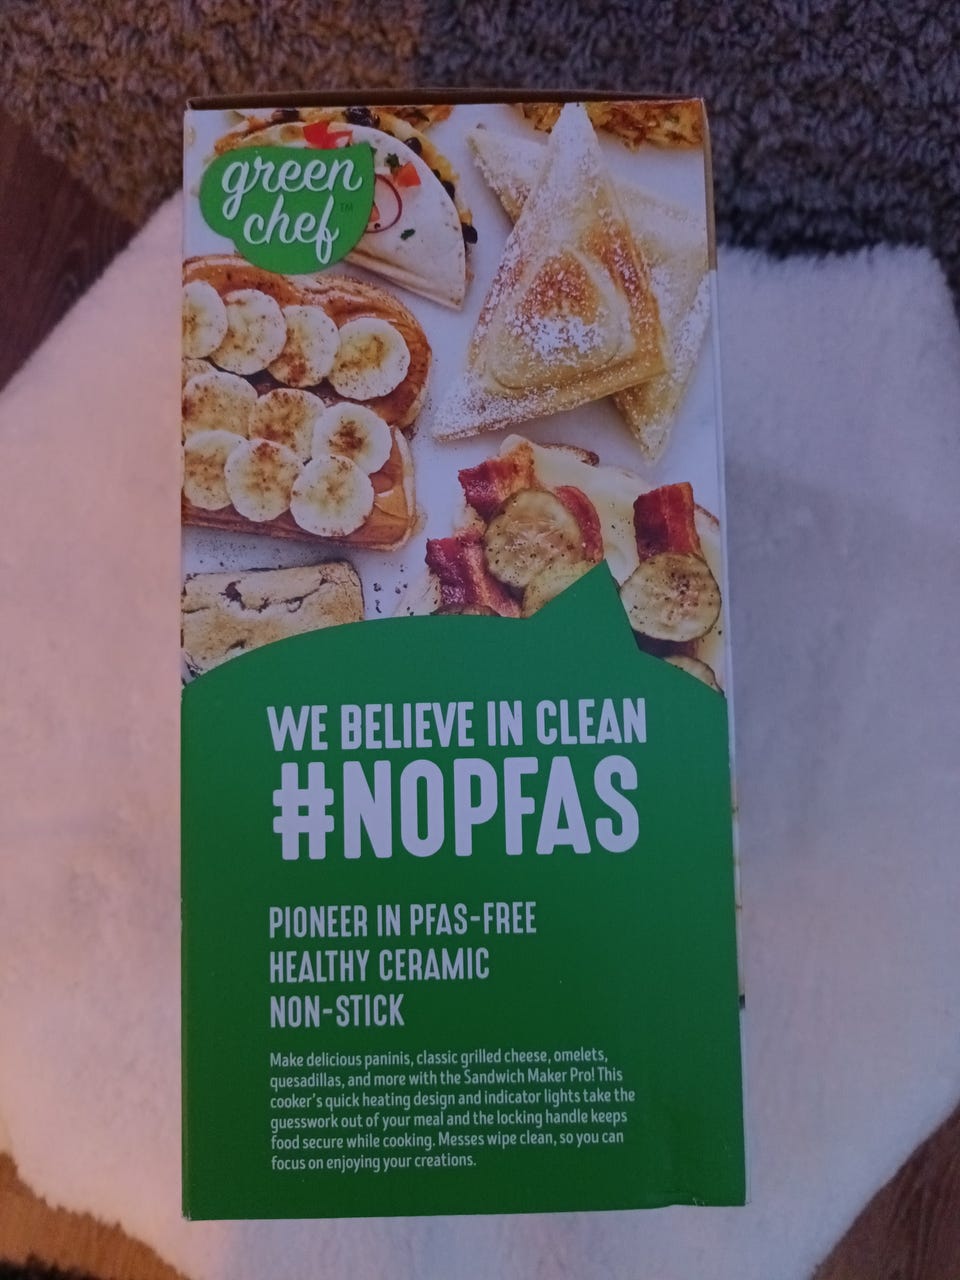 green
chef™
WE BELIEVE IN CLEAN
#NOPFAS
PIONEER IN PFAS-FREE
HEALTHY CERAMIC
NON-STICK
Make delicious paninis, classic grilled cheese, omelets,
quesadillas, and more with the Sandwich Maker Pro! This
cooker's quick heating design and indicator lights take the
guesswork out of your meal and the locking handle keeps
food secure while cooking. Messes wipe clean, so you can
focus on enjoying your creations.